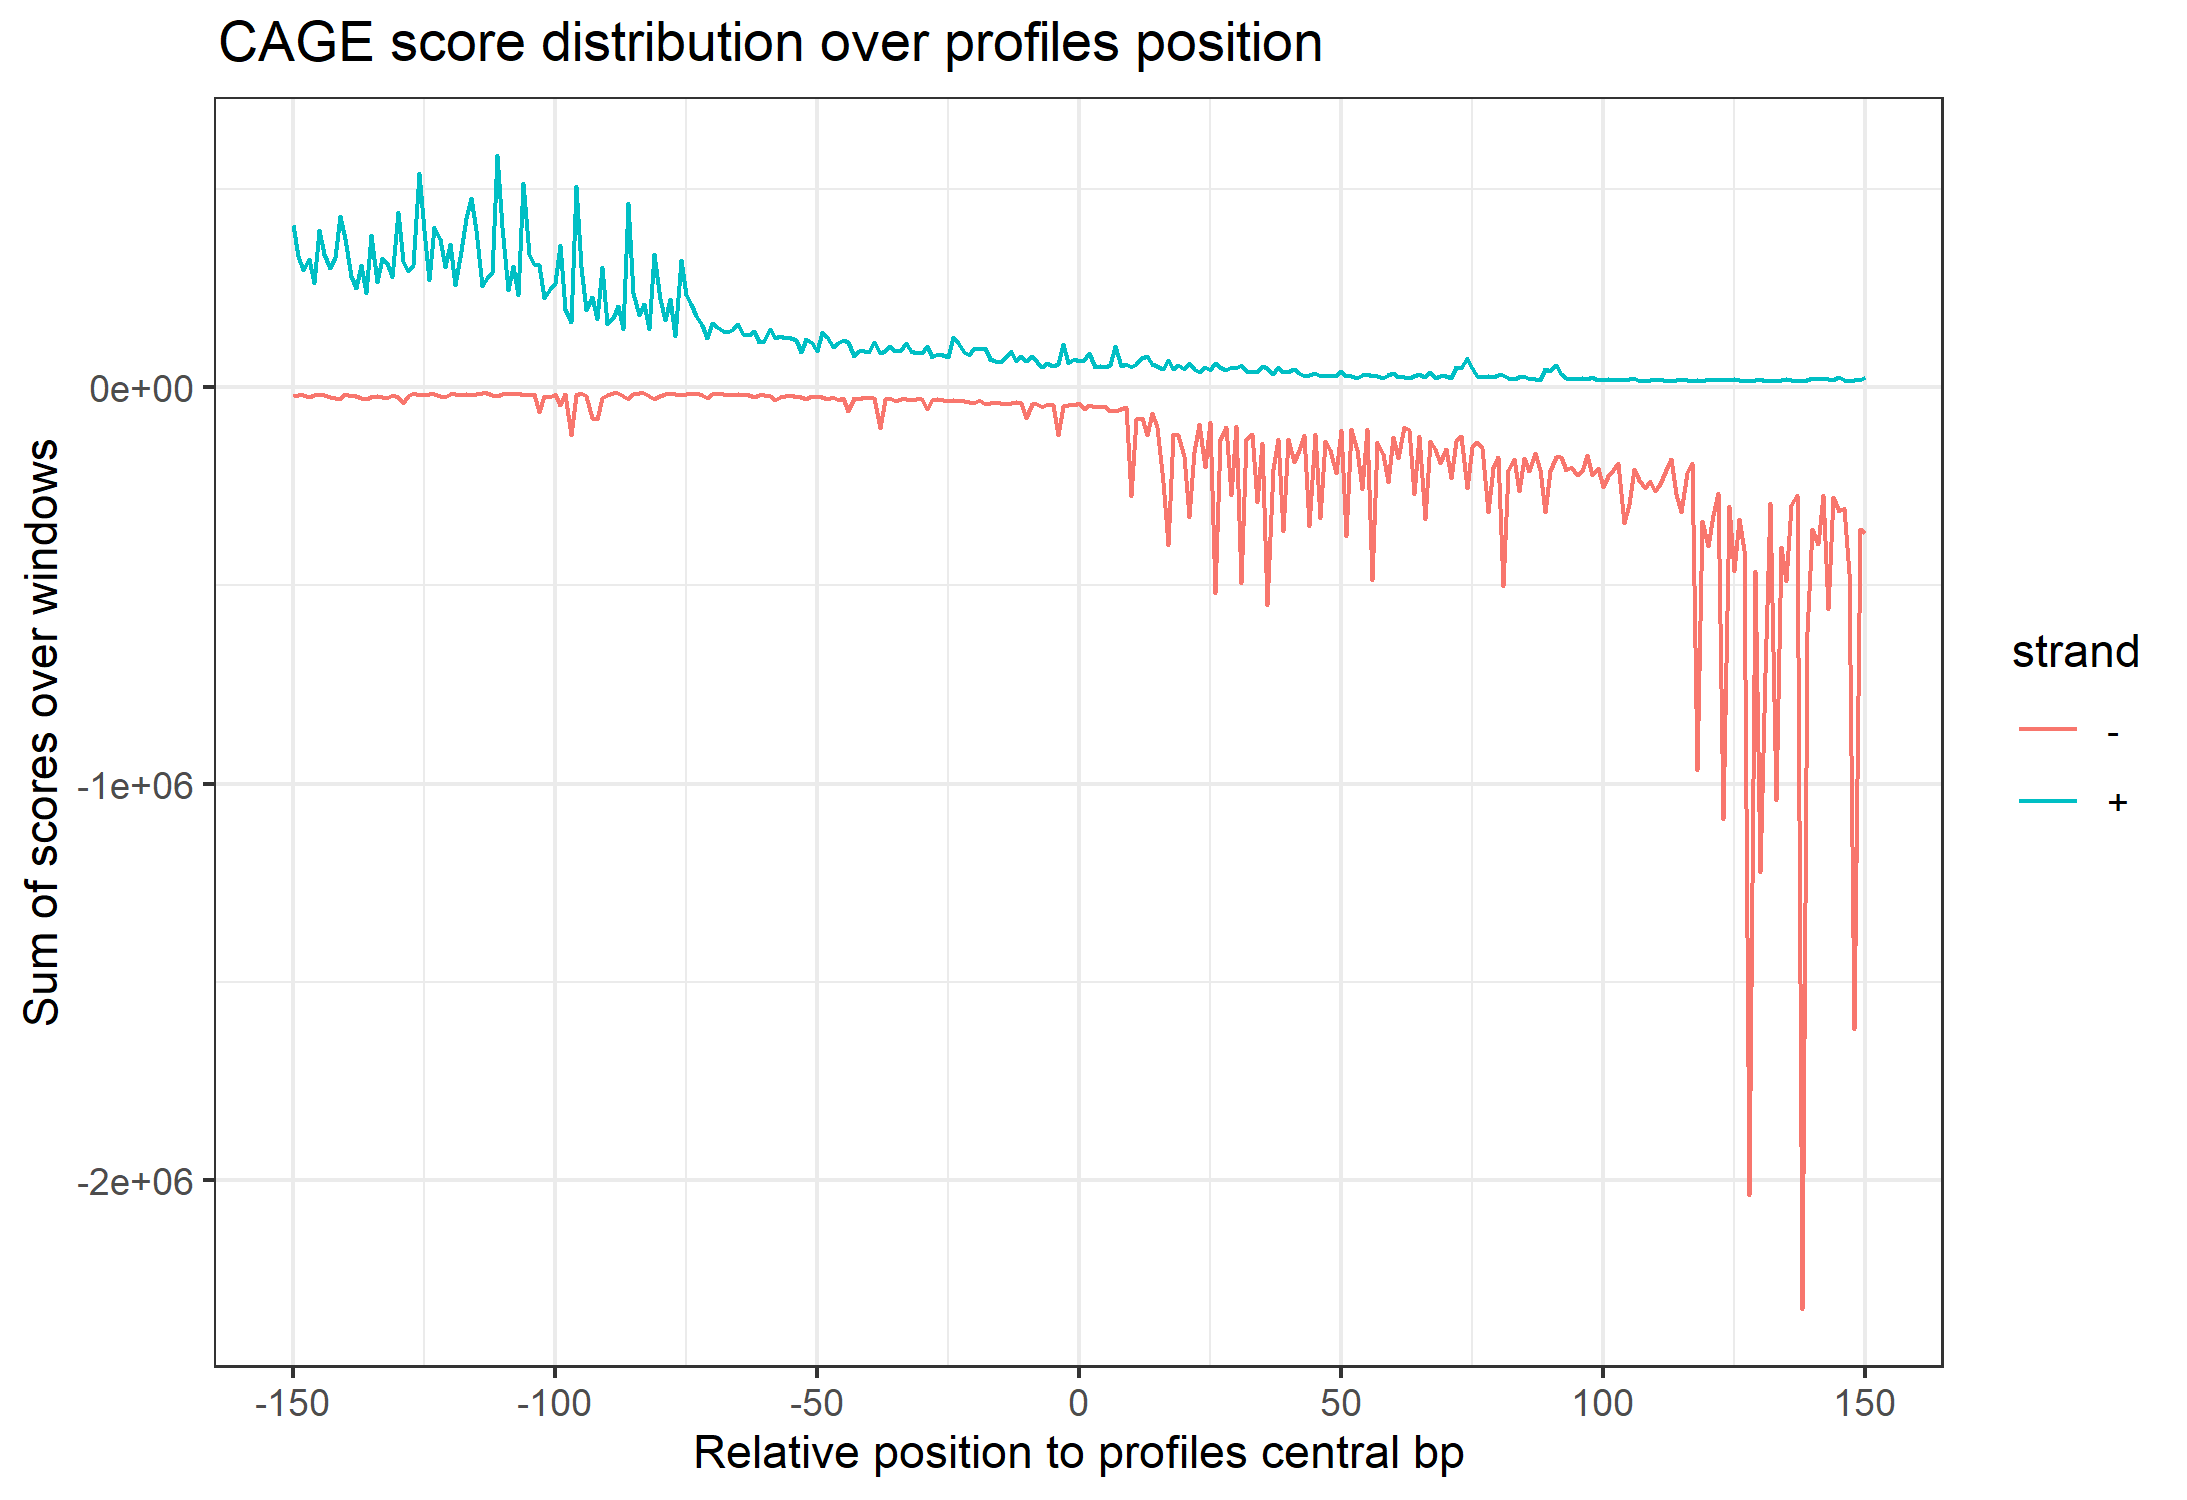 CAGE score distribution over profiles position
Sum of scores over windows
0e+00
-1e+06
-2e+06
-150 -100 -50 0 50 100 150
Relative position to profiles central bp
strand
-
+